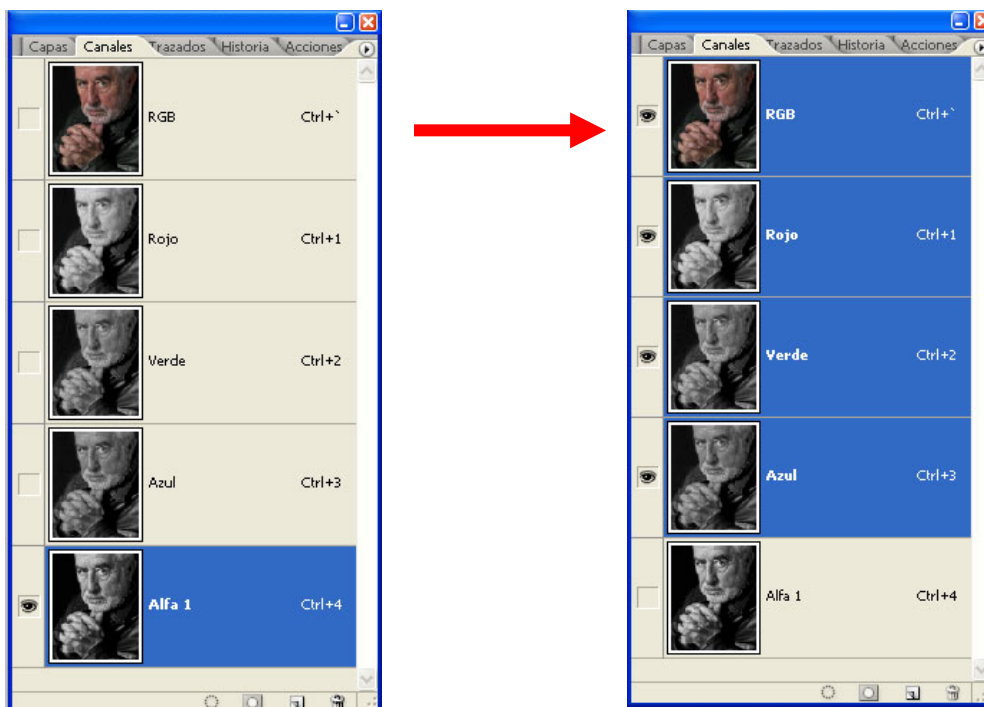 Capas Canales Trazados Historia Acciones
RGB Ctrl+`
Rojo Ctrl+1
Verde Ctrl+2
Azul Ctrl+3
Alfa 1 Ctrl+4
Capas Canales Trazados Historia Acciones
RGB Ctrl+`
Rojo Ctrl+1
Verde Ctrl+2
Azul Ctrl+3
Alfa 1 Ctrl+4